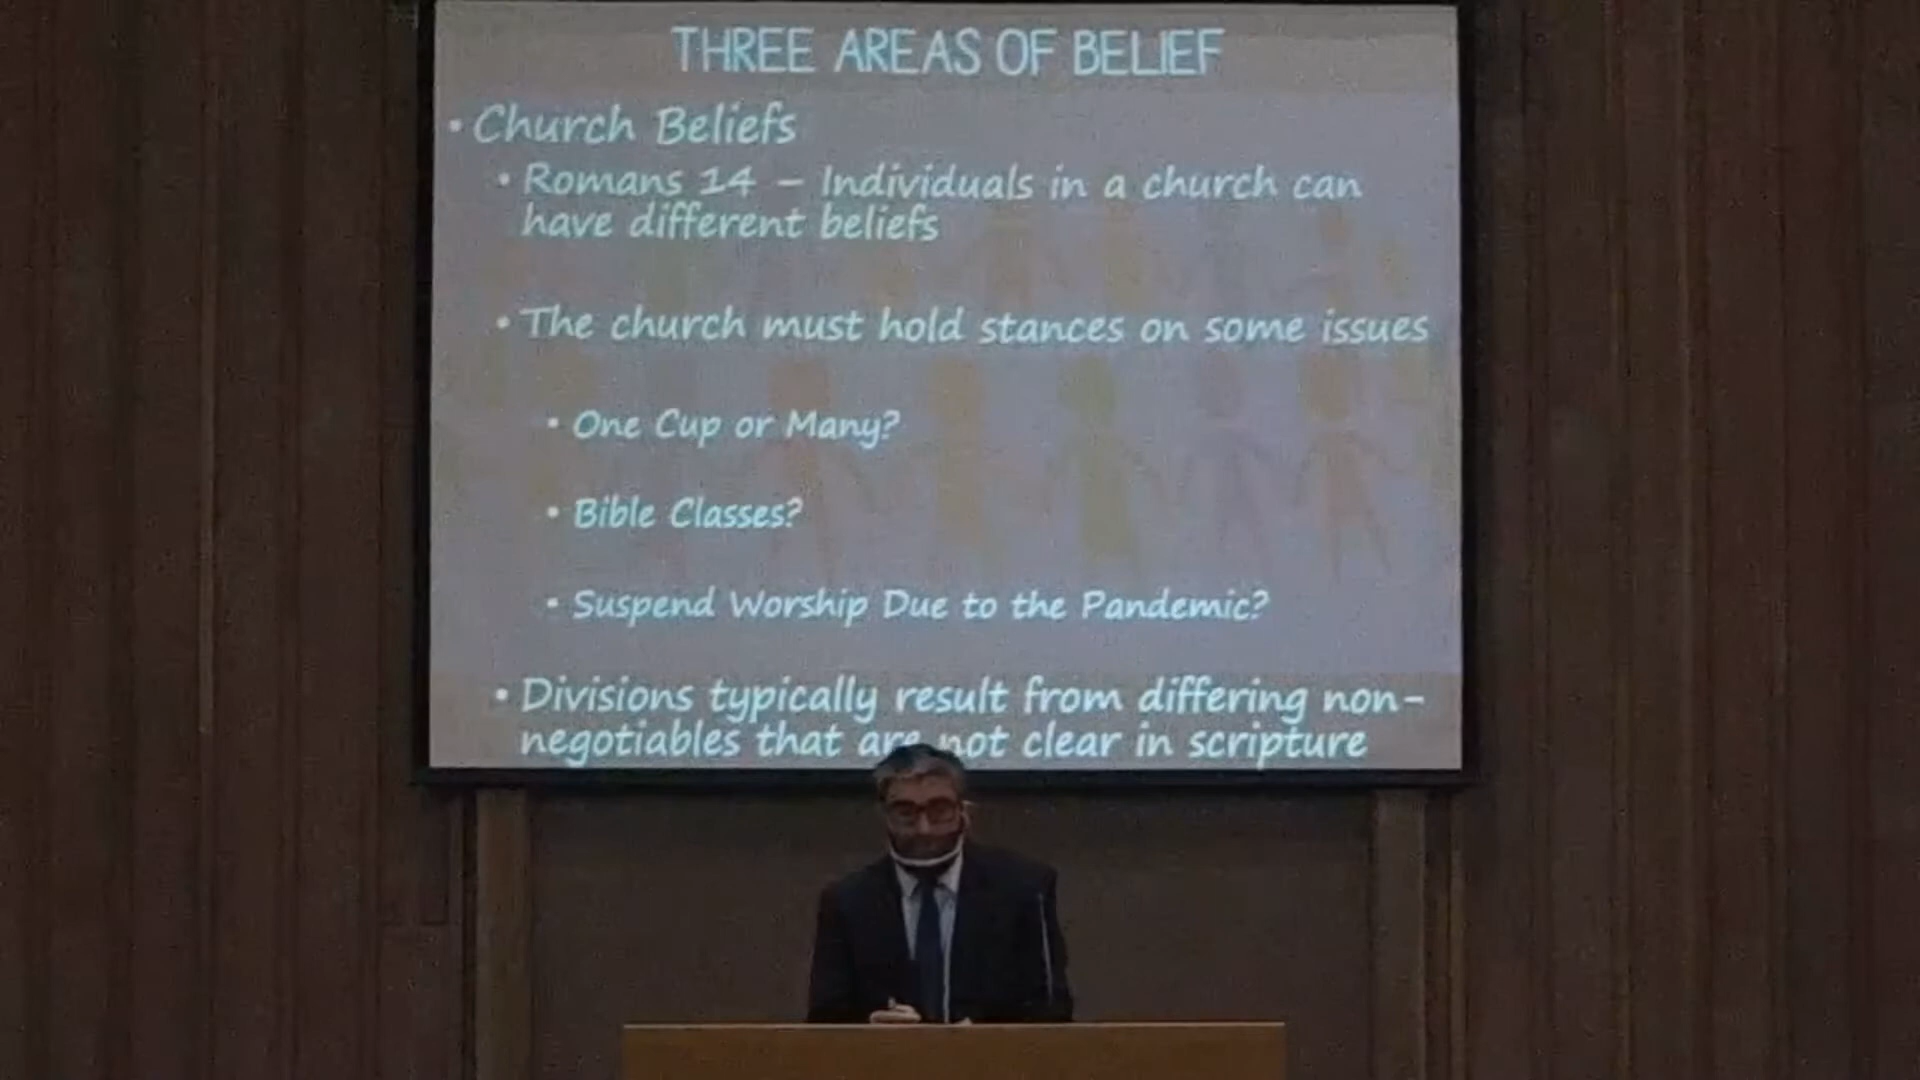 THREE AREAS OF BELIEF
• Church Beliefs
• Romans 14 – Individuals in a church can
have different beliefs
• The church must hold stances on some issues
• One Cup or Many?
• Bible Classes?
• Suspend Worship Due to the Pandemic?
• Divisions typically result from differing non-
negotiables that are not clear in scripture